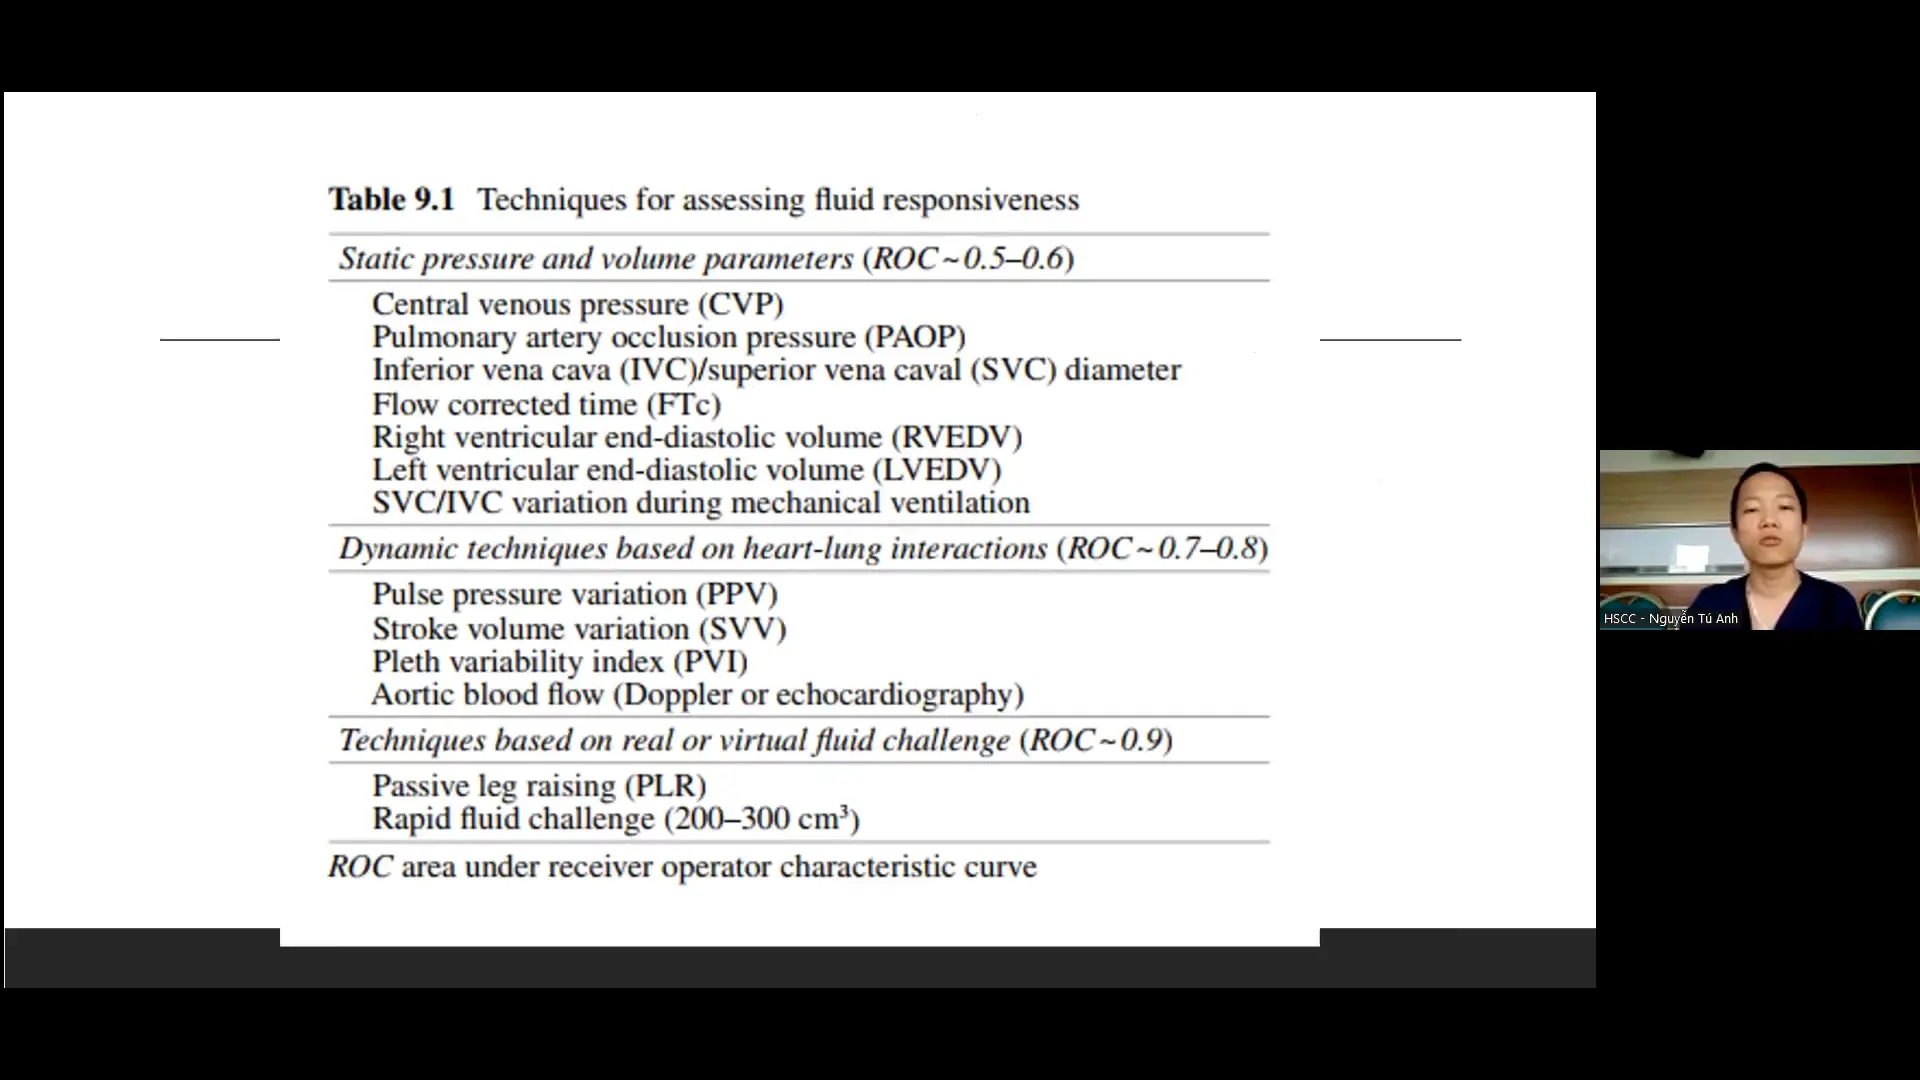 Table 9.1 Techniques for assessing fluid responsiveness
Static pressure and volume parameters (ROC ~ 0.5–0.6)
Central venous pressure (CVP)
Pulmonary artery occlusion pressure (PAOP)
Inferior vena cava (IVC)/superior vena caval (SVC) diameter
Flow corrected time (FTc)
Right ventricular end-diastolic volume (RVEDV)
Left ventricular end-diastolic volume (LVEDV)
SVC/IVC variation during mechanical ventilation
Dynamic techniques based on heart-lung interactions (ROC ~ 0.7–0.8)
Pulse pressure variation (PPV)
Stroke volume variation (SVV)
Pleth variability index (PVI)
Aortic blood flow (Doppler or echocardiography)
Techniques based on real or virtual fluid challenge (ROC ~ 0.9)
Passive leg raising (PLR)
Rapid fluid challenge (200–300 cm³)
ROC area under receiver operator characteristic curve
HSCC - Nguyễn Tú Anh